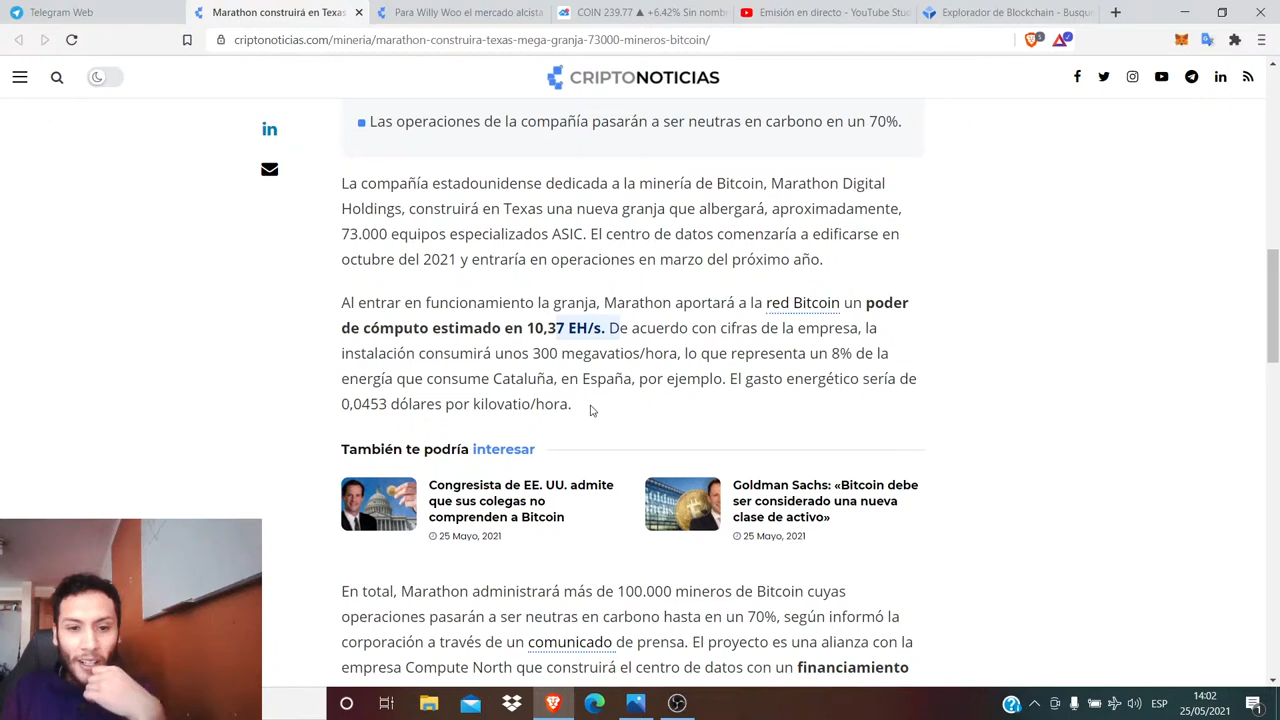 Telegram Web
Marathon construirá en Texas
Para Willy Woo el mercado alcista
COIN 239.77 ▲ +6.42% Sin nomb
Emisión en directo - YouTube Stud
Explorador de Blockchain - Busqu
criptonoticias.com/mineria/marathon-construira-texas-mega-granja-73000-mineros-bitcoin/
CRIPTONOTICIAS
Las operaciones de la compañía pasarán a ser neutras en carbono en un 70%.
La compañía estadounidense dedicada a la minería de Bitcoin, Marathon Digital
Holdings, construirá en Texas una nueva granja que albergará, aproximadamente,
73.000 equipos especializados ASIC. El centro de datos comenzaría a edificarse en
octubre del 2021 y entraría en operaciones en marzo del próximo año.
Al entrar en funcionamiento la granja, Marathon aportará a la red Bitcoin un poder
de cómputo estimado en 10,37 EH/s. De acuerdo con cifras de la empresa, la
instalación consumirá unos 300 megavatios/hora, lo que representa un 8% de la
energía que consume Cataluña, en España, por ejemplo. El gasto energético sería de
0,0453 dólares por kilovatio/hora.
También te podría interesar
Congresista de EE. UU. admite
que sus colegas no
comprenden a Bitcoin
25 Mayo, 2021
Goldman Sachs: «Bitcoin debe
ser considerado una nueva
clase de activo»
25 Mayo, 2021
En total, Marathon administrará más de 100.000 mineros de Bitcoin cuyas
operaciones pasarán a ser neutras en carbono hasta en un 70%, según informó la
corporación a través de un comunicado de prensa. El proyecto es una alianza con la
empresa Compute North que construirá el centro de datos con un financiamiento
ESP
14:02
25/05/2021